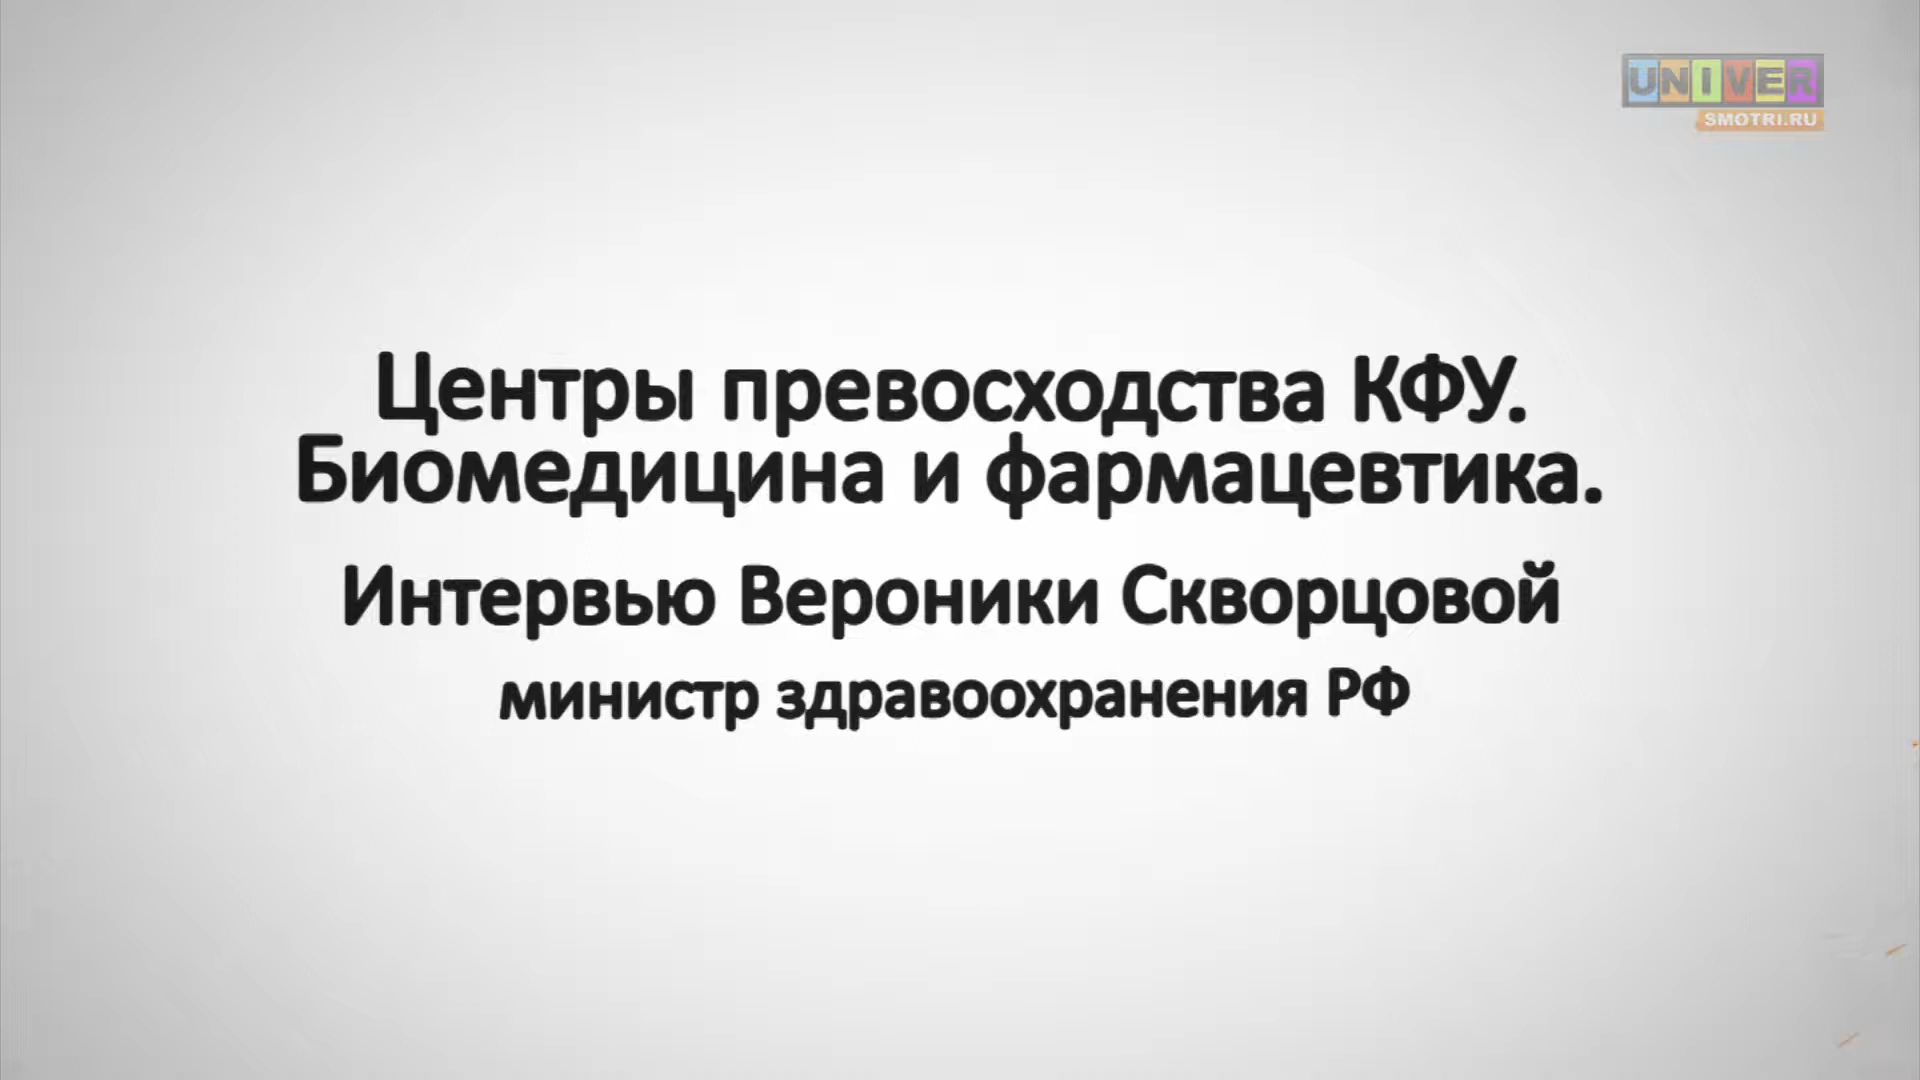 UNIVER
SMOTRI.RU
Центры превосходства КФУ.
Биомедицина и фармацевтика.
Интервью Вероники Скворцовой
министр здравоохранения РФ